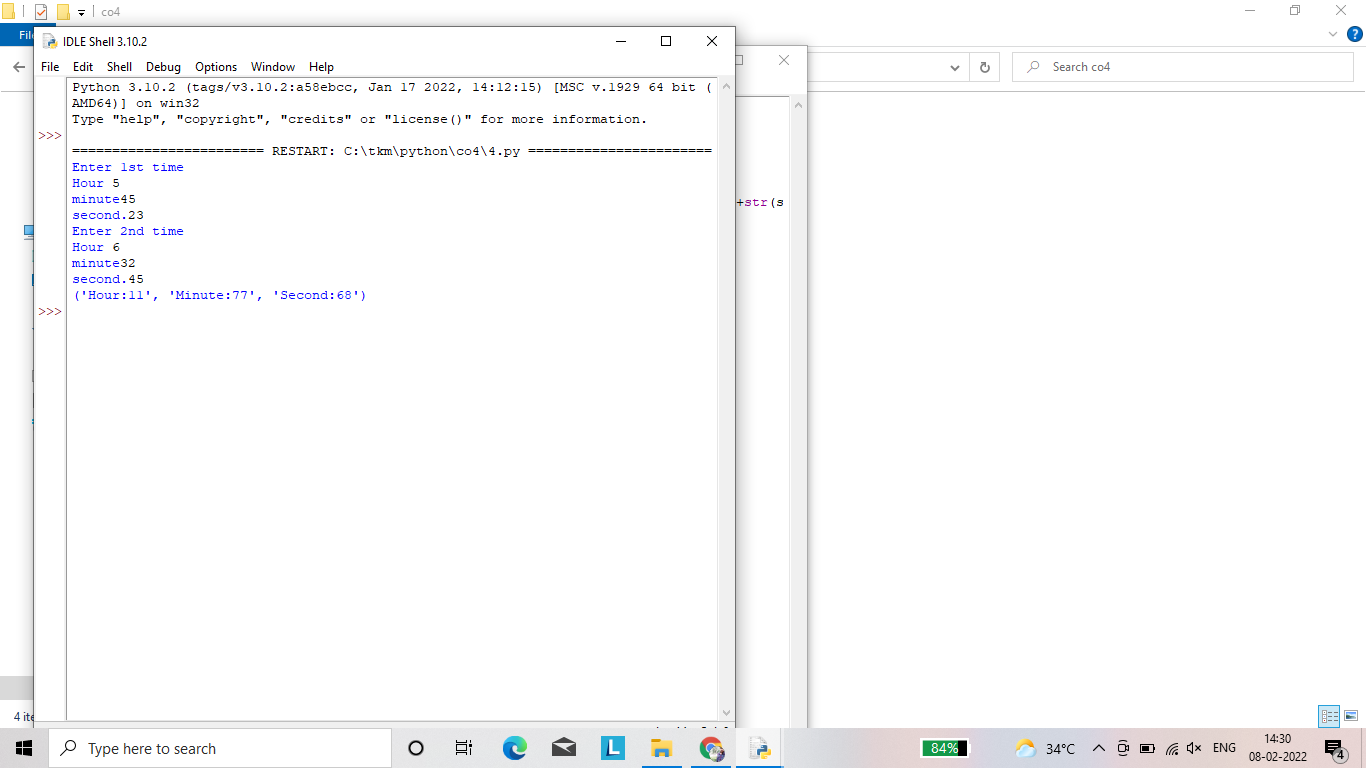 co4
File
IDLE Shell 3.10.2
File Edit Shell Debug Options Window Help
Search co4
Python 3.10.2 (tags/v3.10.2:a58ebcc, Jan 17 2022, 14:12:15) [MSC v.1929 64 bit (
AMD64)] on win32
Type "help", "copyright", "credits" or "license()" for more information.
>>>
======================== RESTART: C:\tkm\python\co4\4.py =======================
Enter 1st time
Hour 5
minute45
second.23
+str(s
Enter 2nd time
Hour 6
minute32
second.45
('Hour:11', 'Minute:77', 'Second:68')
>>>
4 ite
Type here to search
L
84%
34°C
ENG
14:30
08-02-2022
4